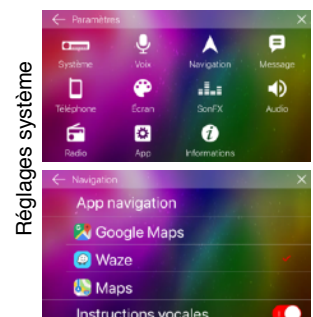 Réglages système
Paramètres
Système Voix Navigation Message
Téléphone Écran SonFX Audio
Radio App Informations
Navigation
App navigation
Google Maps
Waze
Maps
Instructions vocales